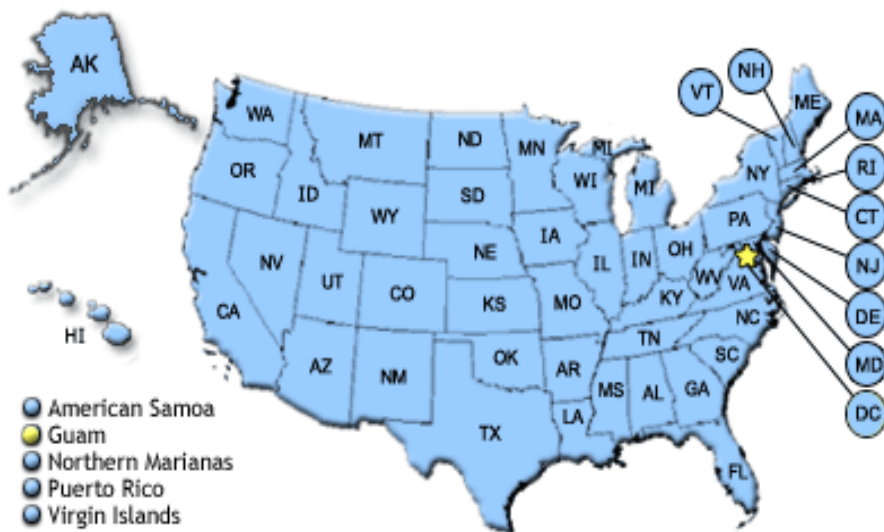 AK
NH
VT
ME
WA
MT
ND
MN
MI
MA
OR
ID
WY
SD
WI
MI
NY
RI
CT
PA
NV
UT
CO
NE
IA
IL
IN
OH
WV
VA
NJ
CA
KS
MO
KY
NC
DE
HI
AZ
NM
OK
AR
TN
SC
MD
MS
AL
GA
DC
TX
LA
FL
American Samoa
Guam
Northern Marianas
Puerto Rico
Virgin Islands